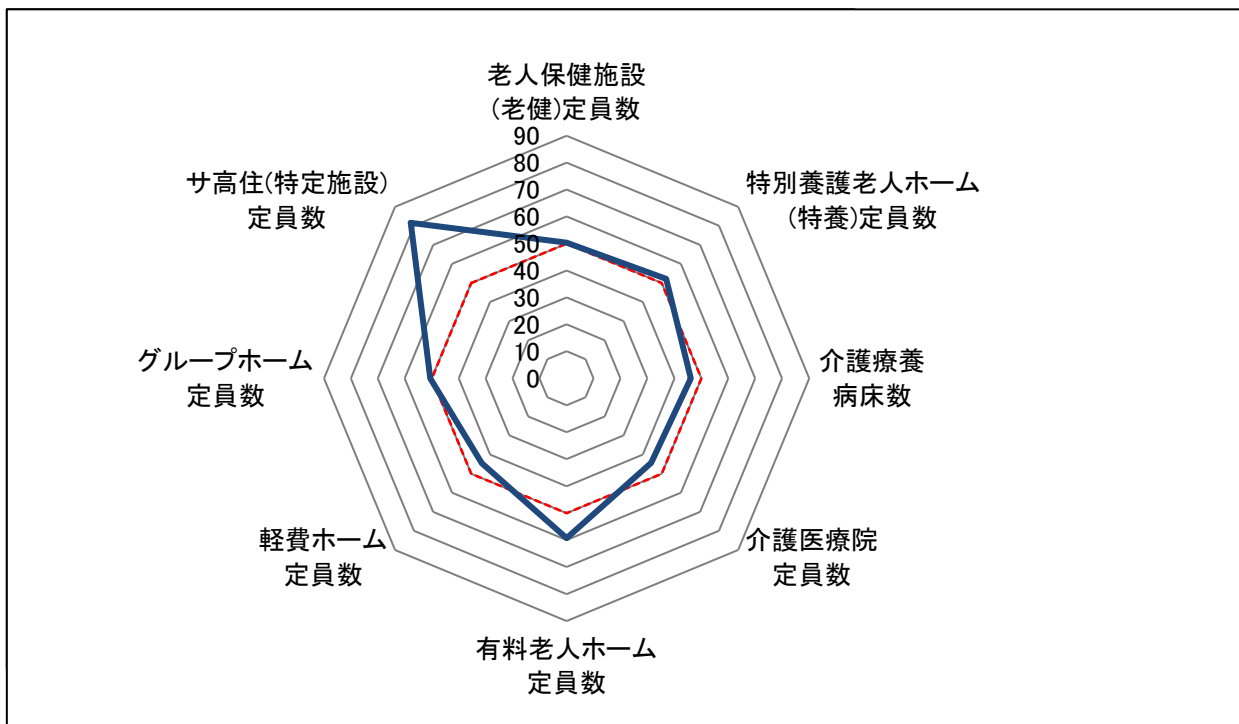 老人保健施設
(老健)定員数
特別養護老人ホーム
(特養)定員数
介護療養
病床数
介護医療院
定員数
有料老人ホーム
定員数
軽費ホーム
定員数
グループホーム
定員数
サ高住(特定施設)
定員数
90
80
70
60
50
40
30
20
10
0